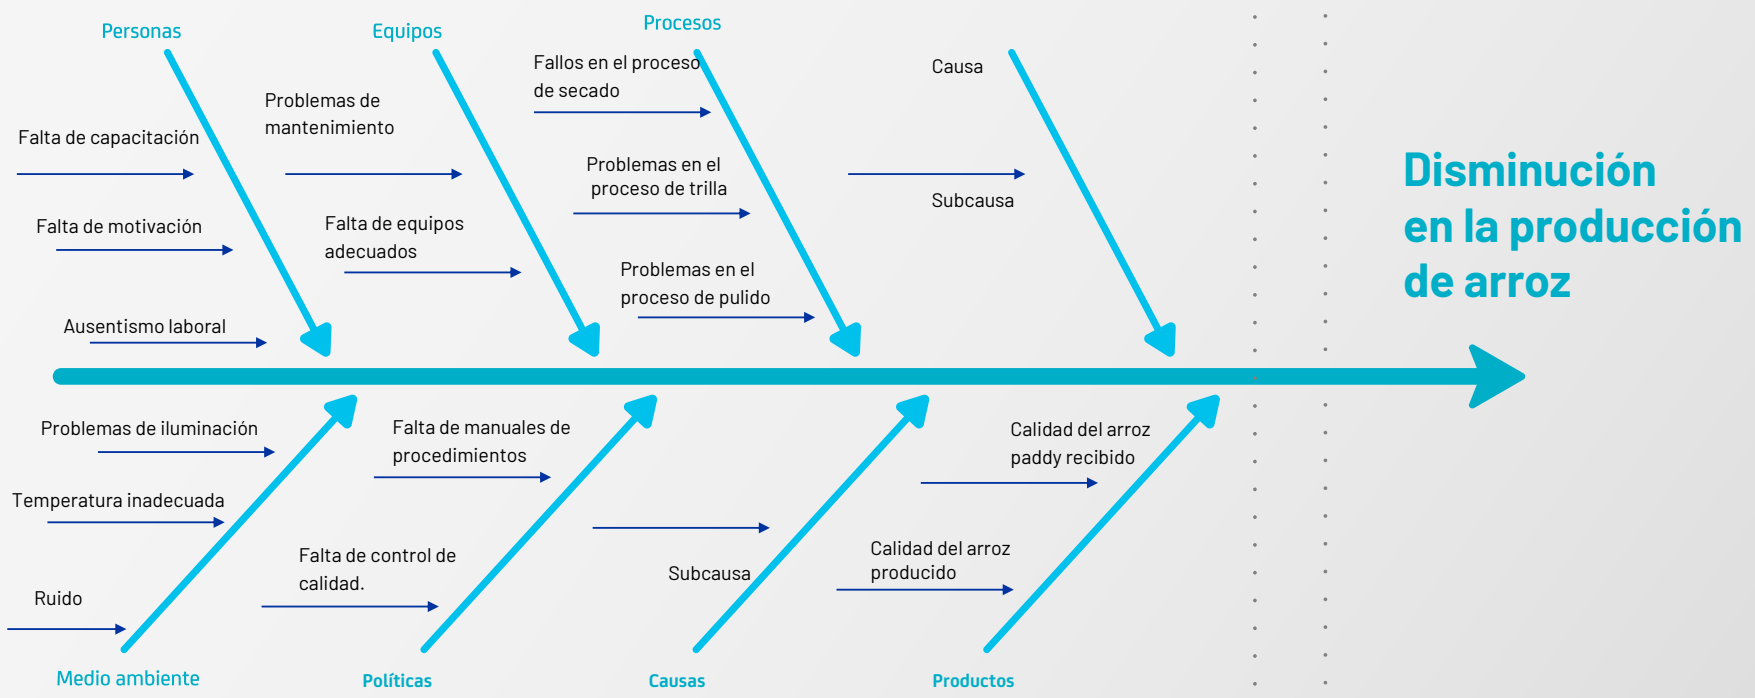 Personas
Equipos
Procesos
Fallos en el proceso
de secado
Causa
Problemas de
mantenimiento
Falta de capacitación
Problemas en el
proceso de trilla
Subcausa
Falta de motivación
Falta de equipos
adecuados
Problemas en el
proceso de pulido
Ausentismo laboral
Disminución
en la producción
de arroz
Problemas de iluminación
Falta de manuales de
procedimientos
Calidad del arroz
paddy recibido
Temperatura inadecuada
Falta de control de
calidad.
Subcausa
Calidad del arroz
producido
Ruido
Medio ambiente
Políticas
Causas
Productos